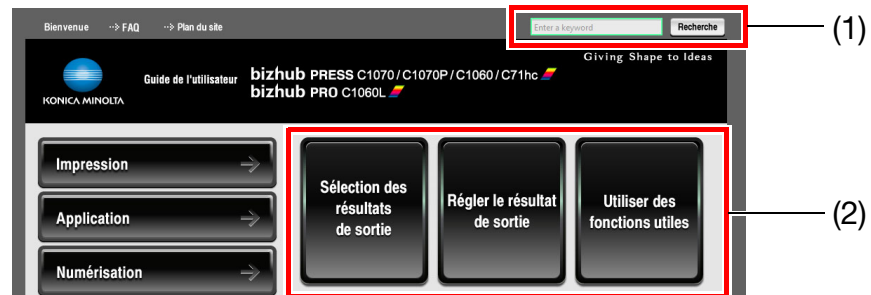 Bienvenue ··> FAQ ··> Plan du site
Enter a keyword Recherche
(1)
Giving Shape to Ideas
KONICA MINOLTA
Guide de l'utilisateur
bizhub PRESS C1070 / C1070P / C1060 / C71hc
bizhub PRO C1060L
Impression
Application
Numérisation
Sélection des
résultats
de sortie
Régler le résultat
de sortie
Utiliser des
fonctions utiles
(2)